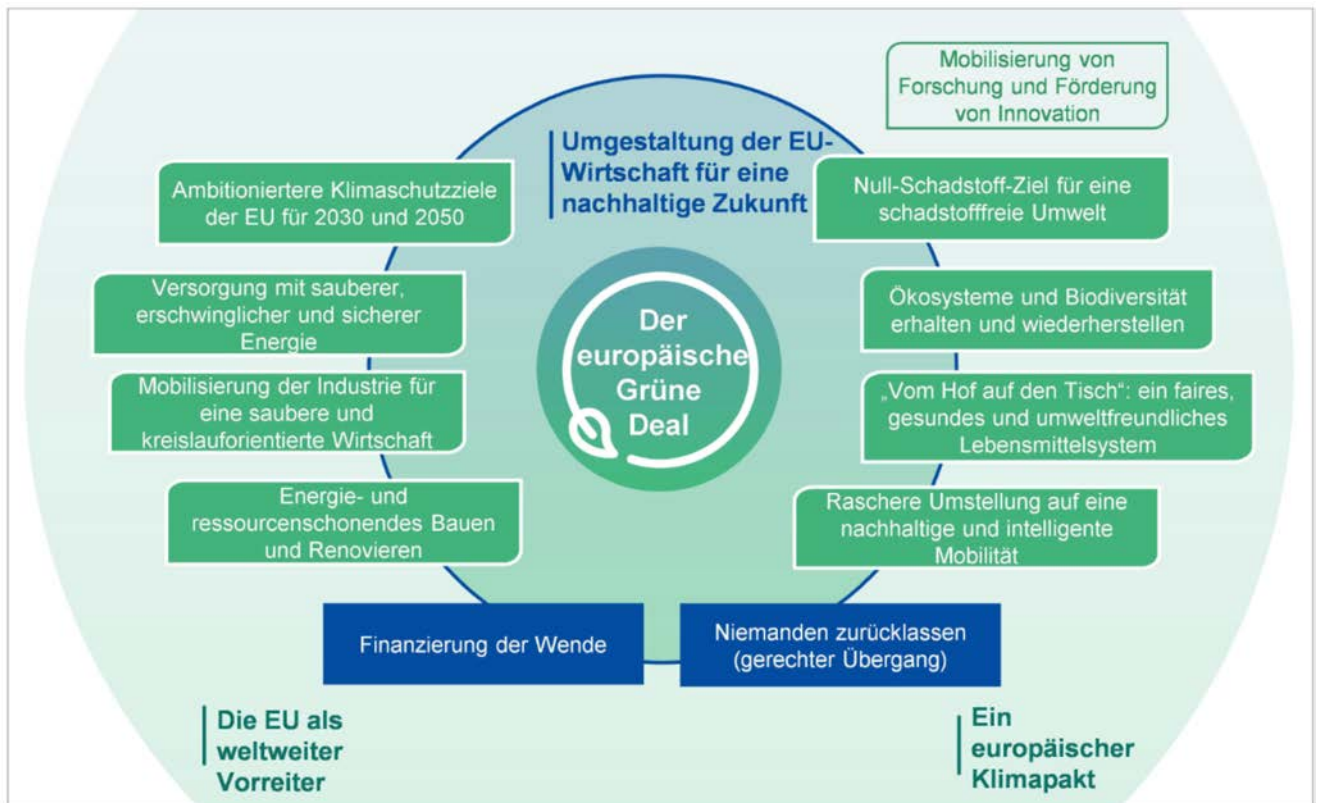 Mobilisierung von
Forschung und Förderung
von Innovation
Umgestaltung der EU-
Wirtschaft für eine
nachhaltige Zukunft
Ambitioniertere Klimaschutzziele
der EU für 2030 und 2050
Null-Schadstoff-Ziel für eine
schadstofffreie Umwelt
Versorgung mit sauberer,
erschwinglicher und sicherer
Energie
Ökosysteme und Biodiversität
erhalten und wiederherstellen
Der
europäische
Grüne
Deal
Mobilisierung der Industrie für
eine saubere und
kreislauforientierte Wirtschaft
„Vom Hof auf den Tisch“: ein faires,
gesundes und umweltfreundliches
Lebensmittelsystem
Energie- und
ressourcenschonendes Bauen
und Renovieren
Raschere Umstellung auf eine
nachhaltige und intelligente
Mobilität
Finanzierung der Wende
Niemanden zurücklassen
(gerechter Übergang)
Die EU als
weltweiter
Vorreiter
Ein
europäischer
Klimapakt